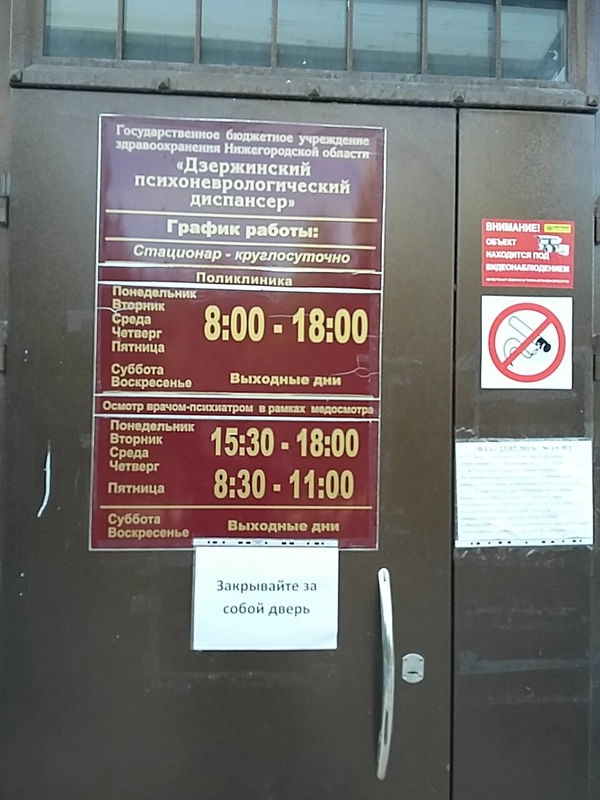 Государственное бюджетное учреждение
здравоохранения Нижегородской области
«Дзержинский
психоневрологический
диспансер»
График работы:
Стационар - круглосуточно
Поликлиника
Понедельник
Вторник
Среда
Четверг
Пятница
8:00 - 18:00
Суббота
Воскресенье
Выходные дни
Осмотр врачом-психиатром в рамках медосмотра
Понедельник
Вторник
Среда
Четверг
15:30 - 18:00
Пятница
8:30 - 11:00
Суббота
Воскресенье
Выходные дни
Закрывайте за
собой дверь
ВНИМАНИЕ!
ОБЪЕКТ
НАХОДИТСЯ ПОД
ВИДЕОНАБЛЮДЕНИЕМ